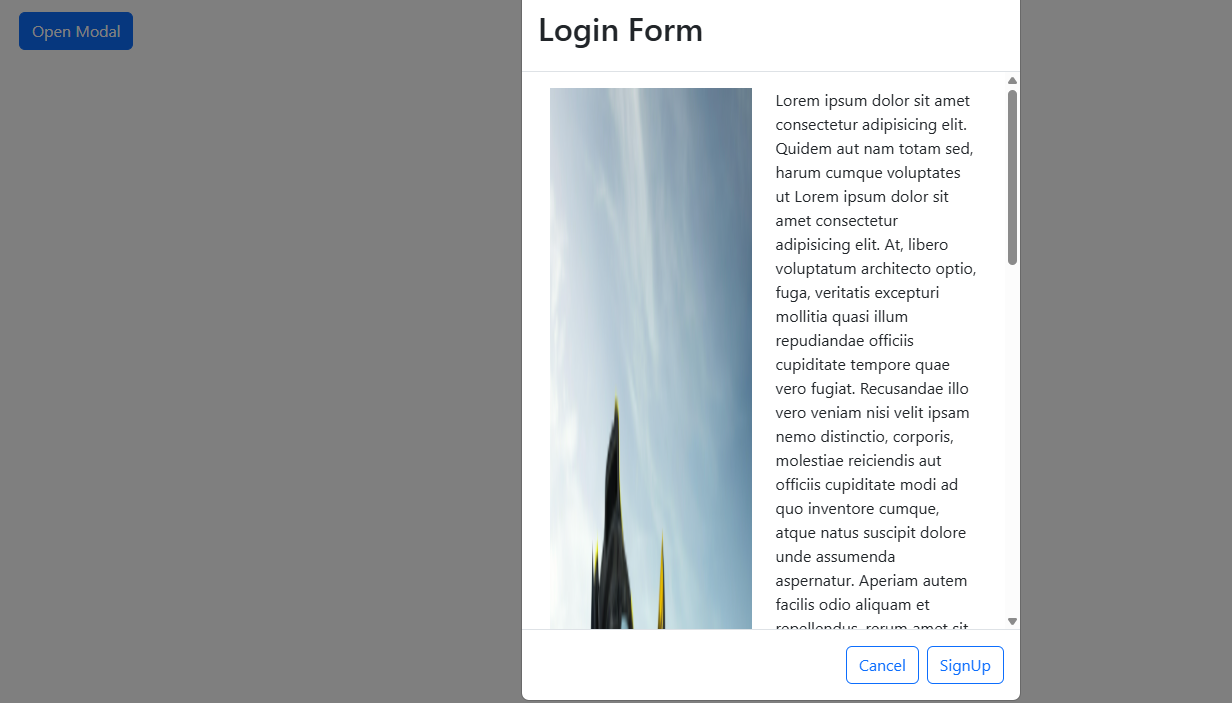 Open Modal
Login Form
Lorem ipsum dolor sit amet
consectetur adipisicing elit.
Quidem aut nam totam sed,
harum cumque voluptates
ut Lorem ipsum dolor sit
amet consectetur
adipisicing elit. At, libero
voluptatum architecto optio,
fuga, veritatis excepturi
mollitia quasi illum
repudiandae officiis
cupiditate tempore quae
vero fugiat. Recusandae illo
vero veniam nisi velit ipsam
nemo distinctio, corporis,
molestiae reiciendis aut
officiis cupiditate modi ad
quo inventore cumque,
atque natus suscipit dolore
unde assumenda
aspernatur. Aperiam autem
facilis odio aliquam et
repellendus, rerum amet sit
Cancel
SignUp